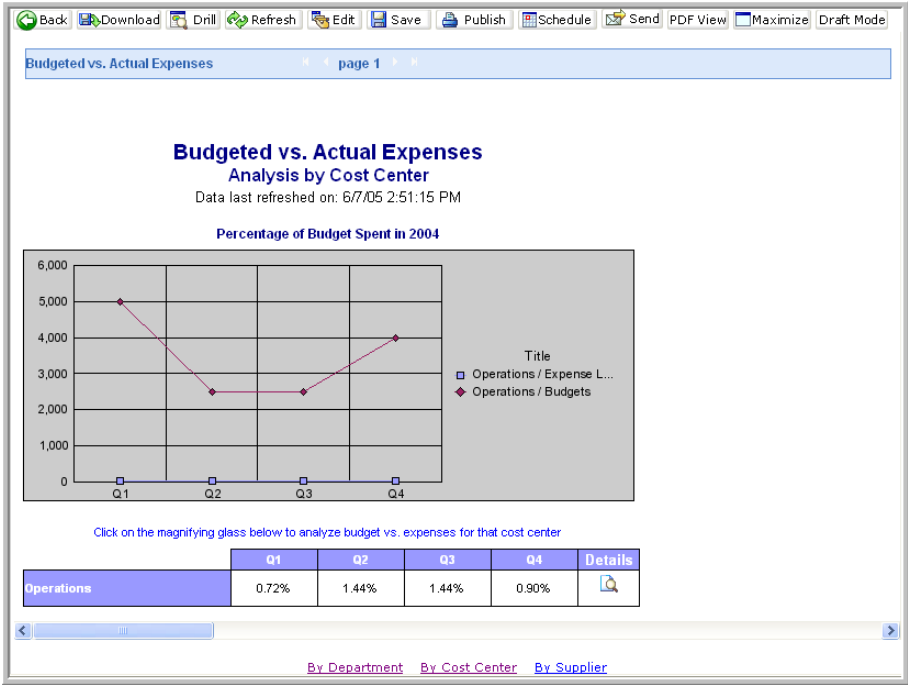 Back Download Drill Refresh Edit Save Publish Schedule Send PDF View Maximize Draft Mode
Budgeted vs. Actual Expenses page 1
Budgeted vs. Actual Expenses
Analysis by Cost Center
Data last refreshed on: 6/7/05 2:51:15 PM
Percentage of Budget Spent in 2004
6,000
5,000
4,000
3,000
2,000
1,000
0
Q1 Q2 Q3 Q4
Title
Operations / Expense L...
Operations / Budgets
Click on the magnifying glass below to analyze budget vs. expenses for that cost center
Q1 Q2 Q3 Q4 Details
Operations 0.72% 1.44% 1.44% 0.90%
By Department By Cost Center By Supplier